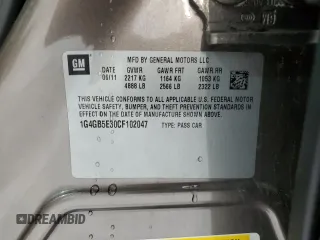 GM
MFD BY GENERAL MOTORS LLC
DATE GVWR GAWR FRT GAWR RR
06/11 2217 KG 1164 KG 1053 KG
4886 LB 2566 LB 2322 LB
THIS VEHICLE CONFORMS TO ALL APPLICABLE U.S. FEDERAL MOTOR
VEHICLE SAFETY, BUMPER, AND THEFT PREVENTION STANDARDS IN
EFFECT ON THE DATE OF MANUFACTURE SHOWN ABOVE.
1G4GB5E30CF102047 TYPE: PASS CAR
DREAMBID